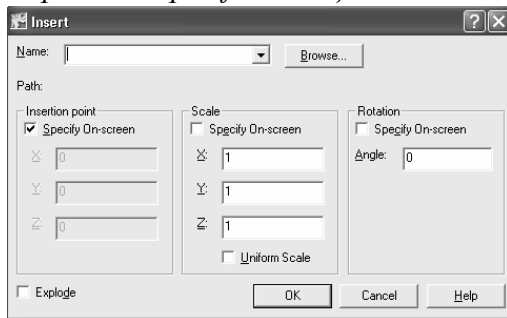 Insert
Name:
Browse...
Path:
Insertion point
Specify On-screen
X: 0
Y: 0
Z: 0
Scale
Specify On-screen
X: 1
Y: 1
Z: 1
Uniform Scale
Rotation
Specify On-screen
Angle: 0
Explode
OK Cancel Help